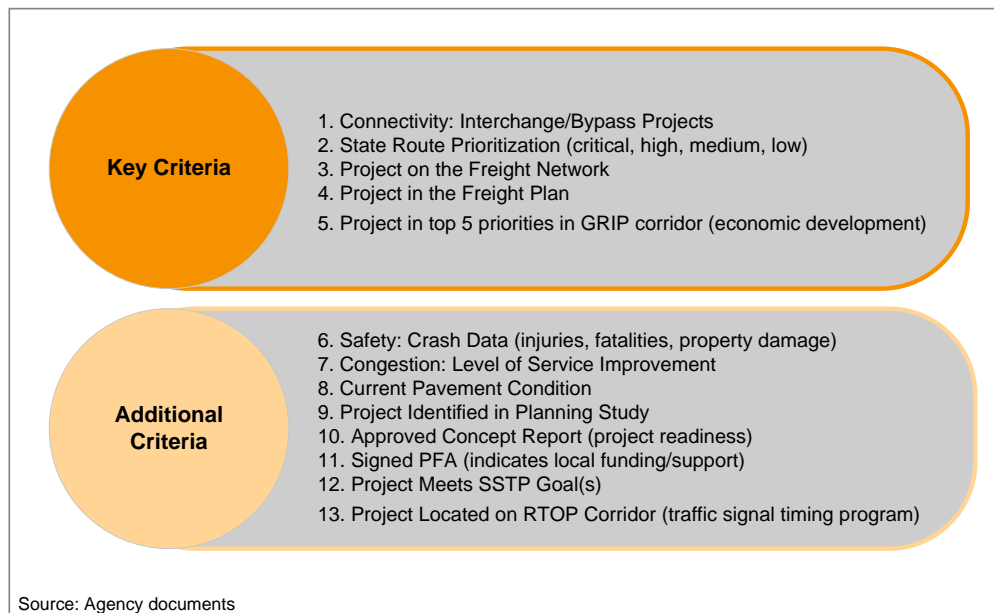 Key Criteria
1. Connectivity: Interchange/Bypass Projects
2. State Route Prioritization (critical, high, medium, low)
3. Project on the Freight Network
4. Project in the Freight Plan
5. Project in top 5 priorities in GRIP corridor (economic development)
Additional
Criteria
6. Safety: Crash Data (injuries, fatalities, property damage)
7. Congestion: Level of Service Improvement
8. Current Pavement Condition
9. Project Identified in Planning Study
10. Approved Concept Report (project readiness)
11. Signed PFA (indicates local funding/support)
12. Project Meets SSTP Goal(s)
13. Project Located on RTOP Corridor (traffic signal timing program)
Source: Agency documents